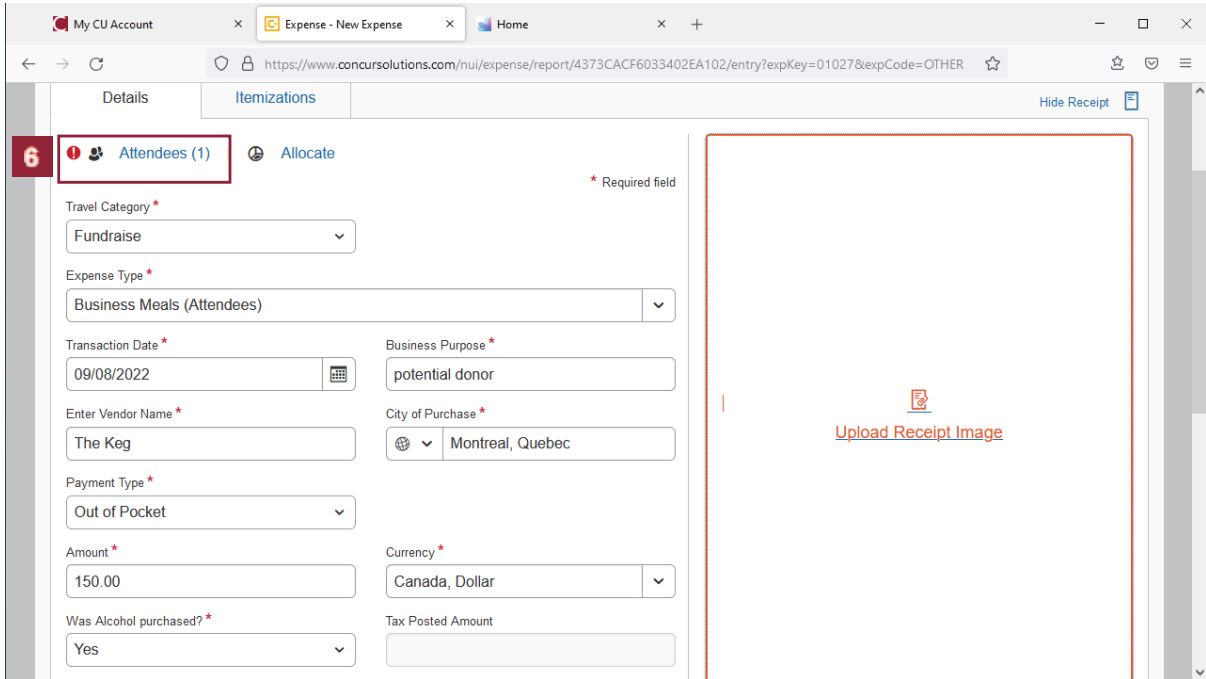 My CU Account
Expense - New Expense
Home
https://www.concursolutions.com/nui/expense/report/4373CACF6033402EA102/entry?expKey=01027&expCode=OTHER
Details
Itemizations
Hide Receipt
6
Attendees (1)
Allocate
* Required field
Travel Category *
Fundraise
Expense Type *
Business Meals (Attendees)
Transaction Date *
Business Purpose *
09/08/2022
potential donor
Enter Vendor Name *
City of Purchase *
The Keg
Montreal, Quebec
Payment Type *
Out of Pocket
Amount *
Currency *
150.00
Canada, Dollar
Was Alcohol purchased? *
Tax Posted Amount
Yes
Upload Receipt Image